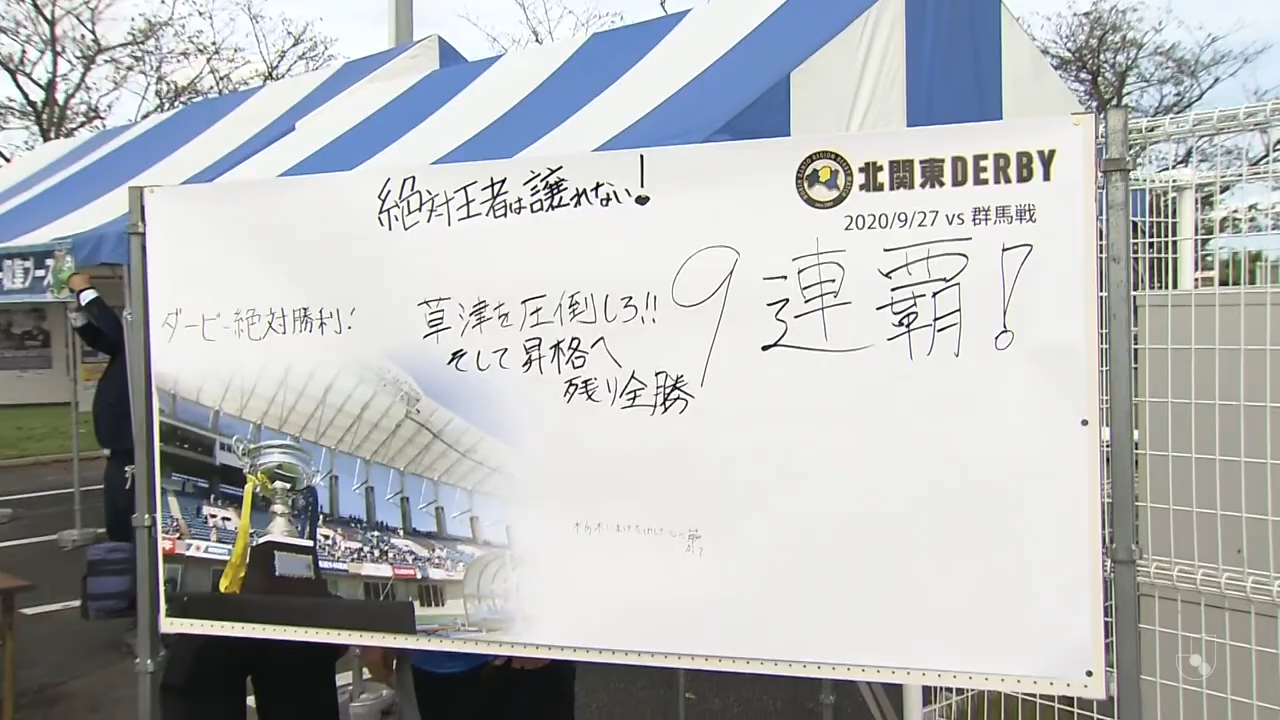 絶対王者は譲れない!
北関東DERBY
2020/9/27 vs 群馬戦
ダービー絶対勝利!
草津を圧倒しろ!!
そして昇格へ
残り全勝
9連覇!